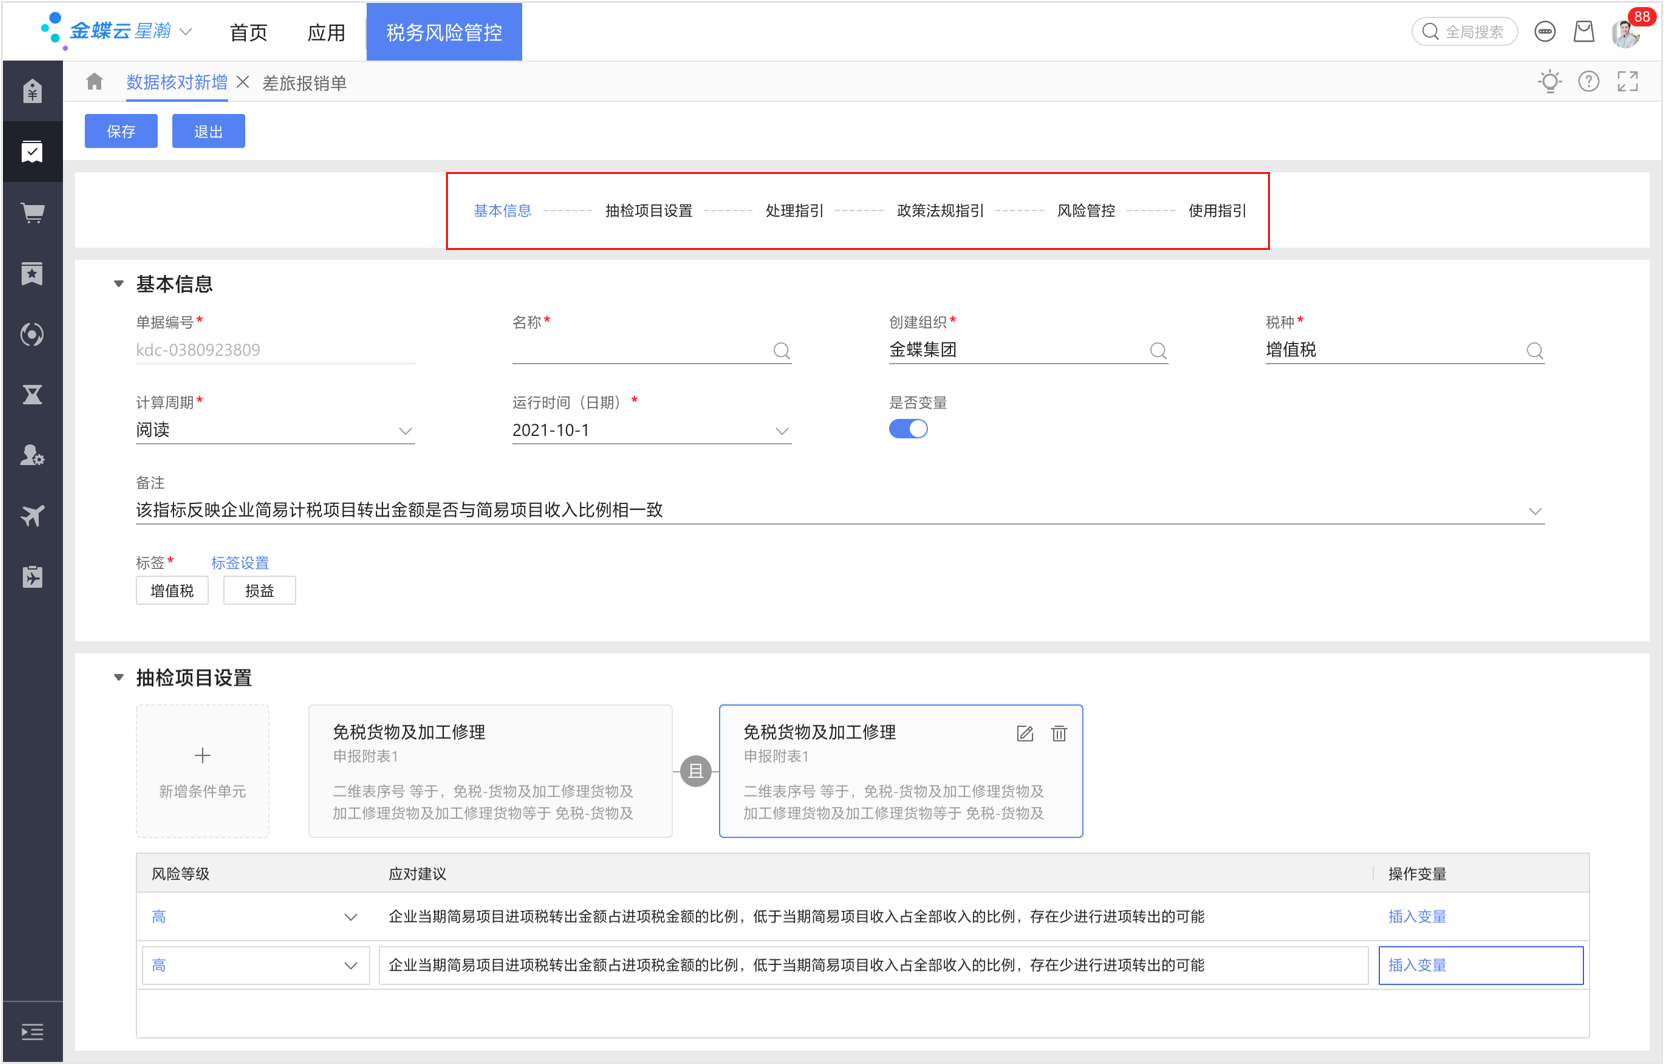 金蝶云 星瀚
首页
应用
税务风险管控
全局搜索
88
数据核对新增
差旅报销单
保存
退出
基本信息 ------- 抽检项目设置 ------- 处理指引 ------- 政策法规指引 ------- 风险管控 ------- 使用指引
基本信息
单据编号* 名称* 创建组织* 税种*
kdc-0380923809 金蝶集团 增值税
计算周期* 运行时间（日期）* 是否变量
阅读 2021-10-1
备注
该指标反映企业简易计税项目转出金额是否与简易项目收入比例相一致
标签* 标签设置
增值税 损益
抽检项目设置
新增条件单元
免税货物及加工修理
申报附表1
二维表序号 等于，免税-货物及加工修理货物及
加工修理货物及加工修理货物等于 免税-货物及
且
免税货物及加工修理
申报附表1
二维表序号 等于，免税-货物及加工修理货物及
加工修理货物及加工修理货物等于 免税-货物及
风险等级 应对建议 操作变量
高 企业当期简易项目进项税转出金额占进项税金额的比例，低于当期简易项目收入占全部收入的比例，存在少进行进项转出的可能 插入变量
高 企业当期简易项目进项税转出金额占进项税金额的比例，低于当期简易项目收入占全部收入的比例，存在少进行进项转出的可能 插入变量